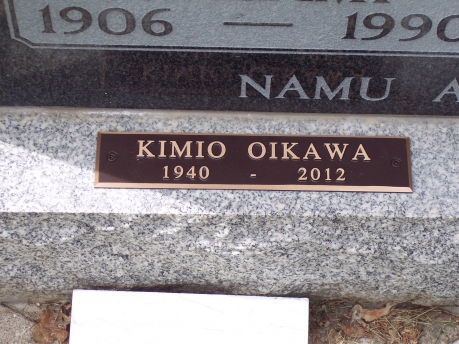 1906 — 1990
NAMU
KIMIO OIKAWA
1940 - 2012